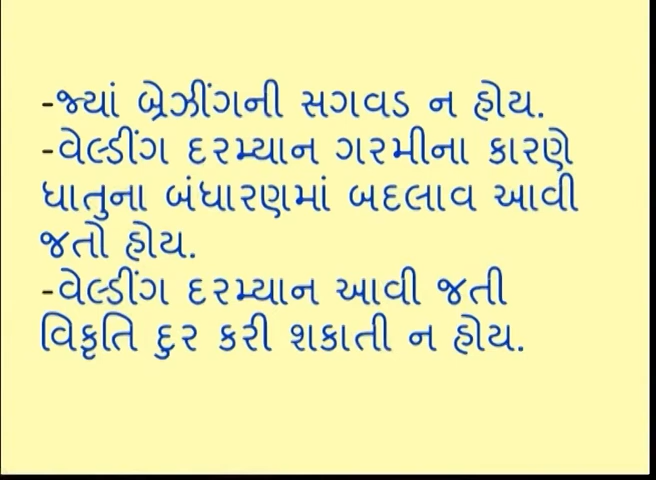 -જ્યાં બ્રેઝીંગની સગવડ ન હોય.
-વેલ્ડીંગ દરમ્યાન ગરમીના કારણે
ધાતુના બંધારણમાં બદલાવ આવી
જતો હોય.
-વેલ્ડીંગ દરમ્યાન આવી જતી
વિકૃતિ દુર કરી શકાતી ન હોય.